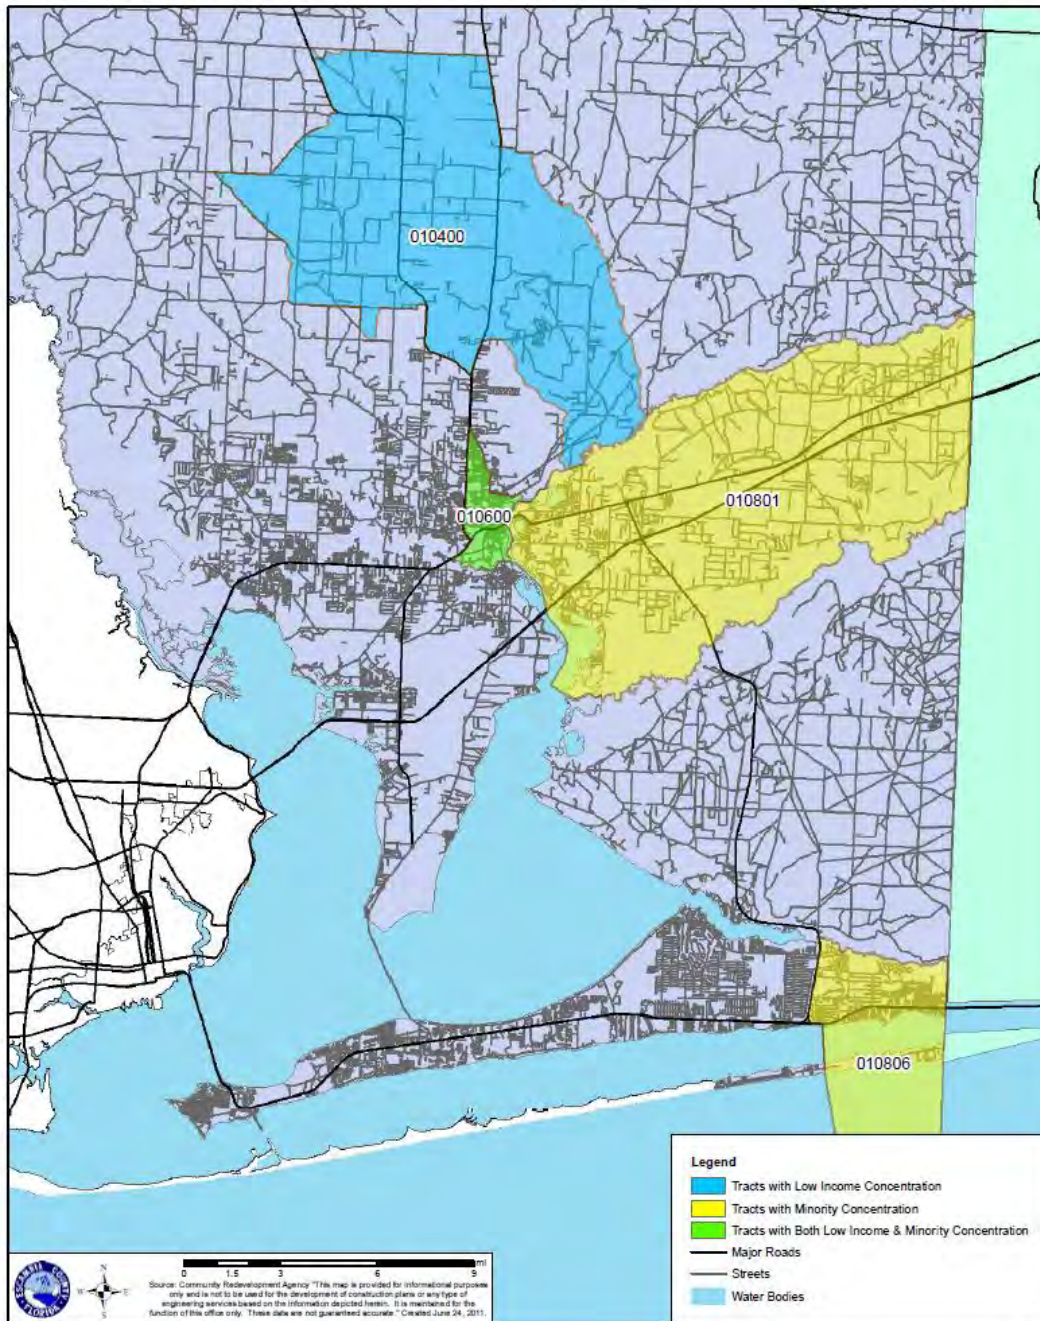 010400
010801
010600
010806
Legend
Tracts with Low Income Concentration
Tracts with Minority Concentration
Tracts with Both Low Income & Minority Concentration
Major Roads
Streets
Water Bodies
ESCAMBIA COUNTY FLORIDA
N
W E
S
mi
0 1.5 3 6 9
Source: Community Redevelopment Agency "This map is provided for informational purposes
only and is not to be used for the development of construction plans or any type of
engineering services based on the information depicted herein. It is maintained for the
function of this office only. These data are not guaranteed accurate." Created June 24, 2011.